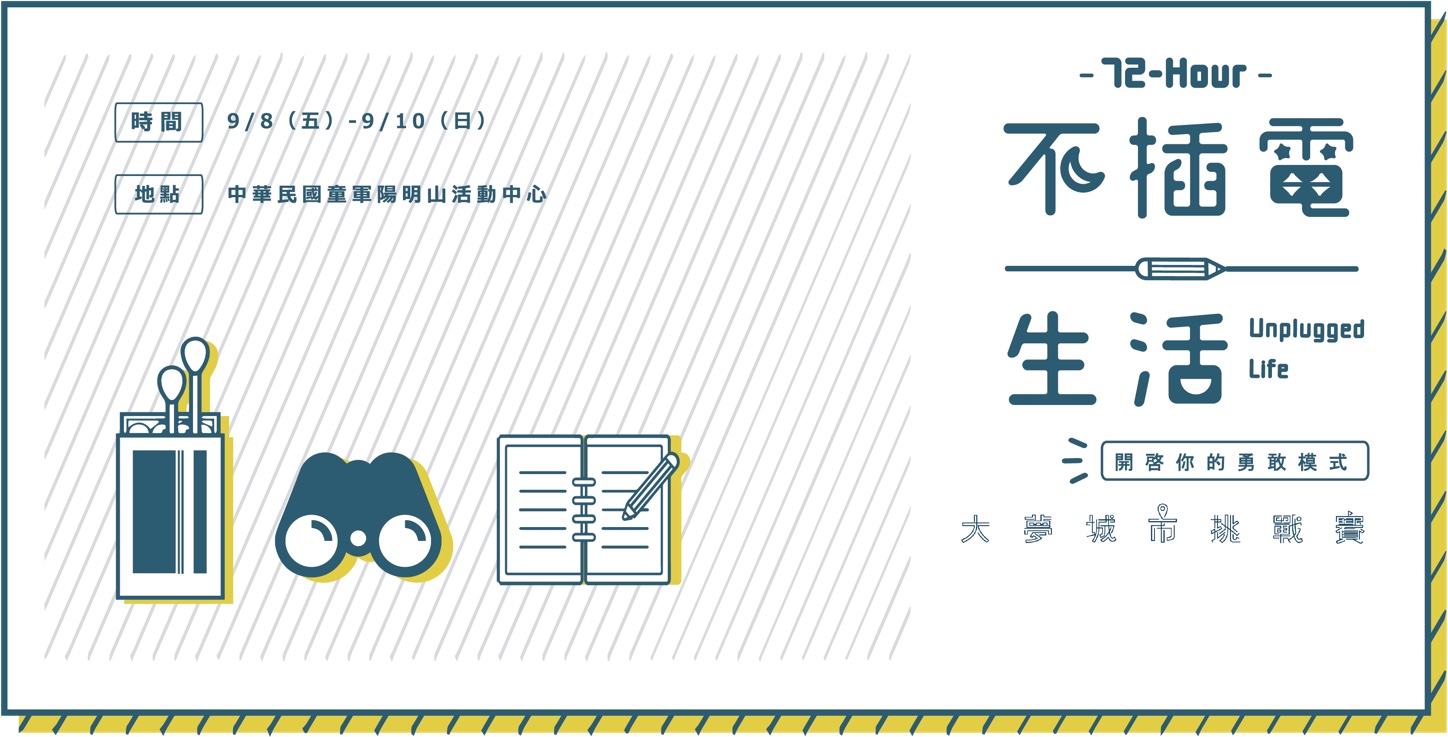 時間 9/8（五）-9/10（日）
地點 中華民國童軍陽明山活動中心
-72-Hour-
不插電
生活
Unplugged
Life
開啓你的勇敢模式
大夢城市挑戰賽